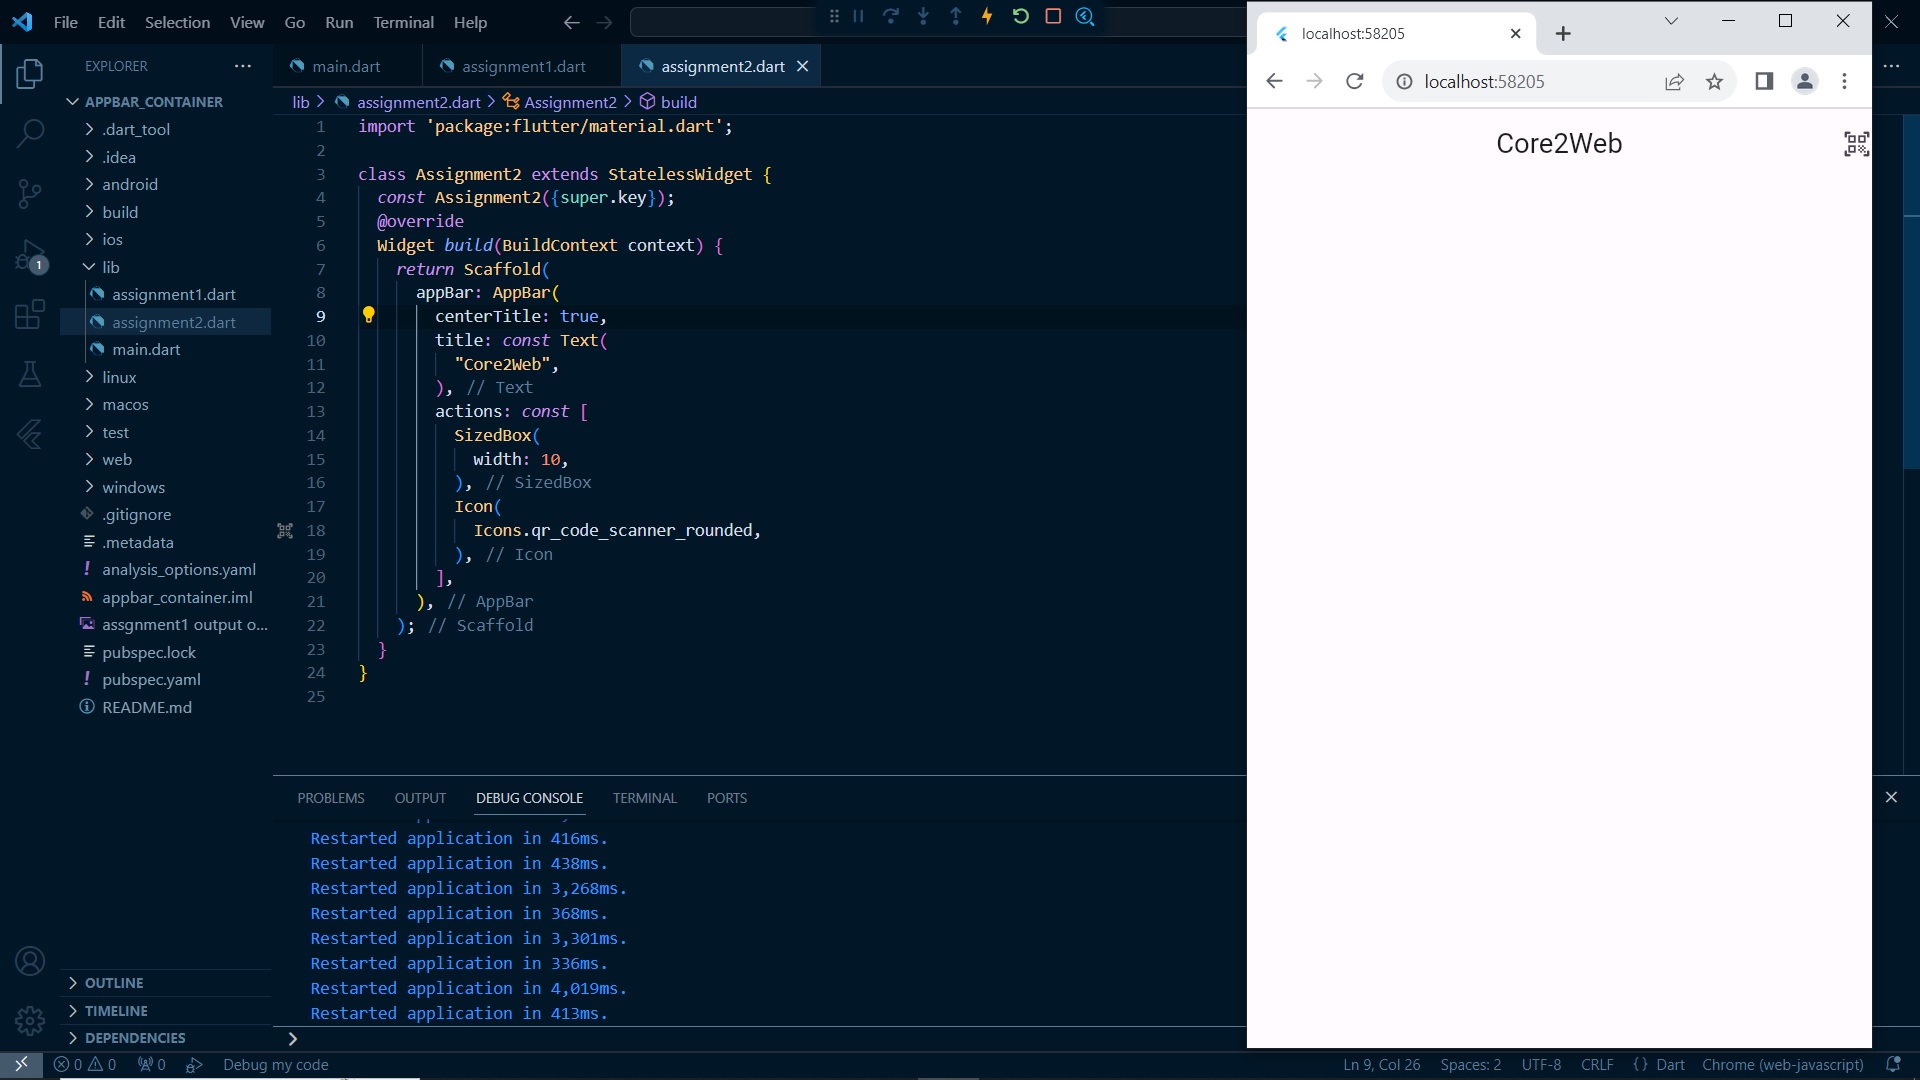 File Edit Selection View Go Run Terminal Help
EXPLORER
APPBAR_CONTAINER
.dart_tool
.idea
android
build
ios
lib
assignment1.dart
assignment2.dart
main.dart
linux
macos
test
web
windows
.gitignore
.metadata
analysis_options.yaml
appbar_container.iml
assgnment1 output o...
pubspec.lock
pubspec.yaml
README.md
OUTLINE
TIMELINE
DEPENDENCIES
1
main.dart assignment1.dart assignment2.dart
lib > assignment2.dart > Assignment2 > build
1 import 'package:flutter/material.dart';
2
3 class Assignment2 extends StatelessWidget {
4 const Assignment2({super.key});
5 @override
6 Widget build(BuildContext context) {
7 return Scaffold(
8 appBar: AppBar(
9 centerTitle: true,
10 title: const Text(
11 "Core2Web",
12 ), // Text
13 actions: const [
14 SizedBox(
15 width: 10,
16 ), // SizedBox
17 Icon(
18 Icons.qr_code_scanner_rounded,
19 ), // Icon
20 ],
21 ), // AppBar
22 ); // Scaffold
23 }
24 }
25
PROBLEMS OUTPUT DEBUG CONSOLE TERMINAL PORTS
Restarted application in 416ms.
Restarted application in 438ms.
Restarted application in 3,268ms.
Restarted application in 368ms.
Restarted application in 3,301ms.
Restarted application in 336ms.
Restarted application in 4,019ms.
Restarted application in 413ms.
localhost:58205
localhost:58205
Core2Web
0 0 0 Debug my code
Ln 9, Col 26 Spaces: 2 UTF-8 CRLF {} Dart Chrome (web-javascript)